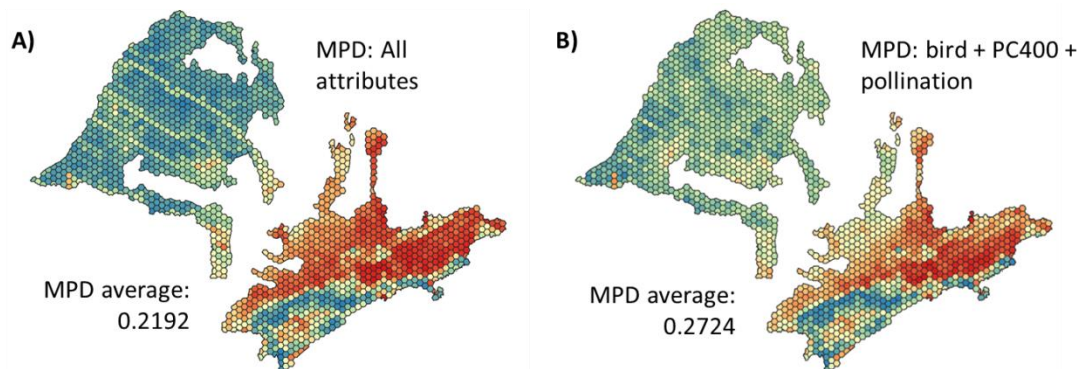 A)
MPD: All
attributes
MPD average:
0.2192
B)
MPD: bird + PC400 +
pollination
MPD average:
0.2724